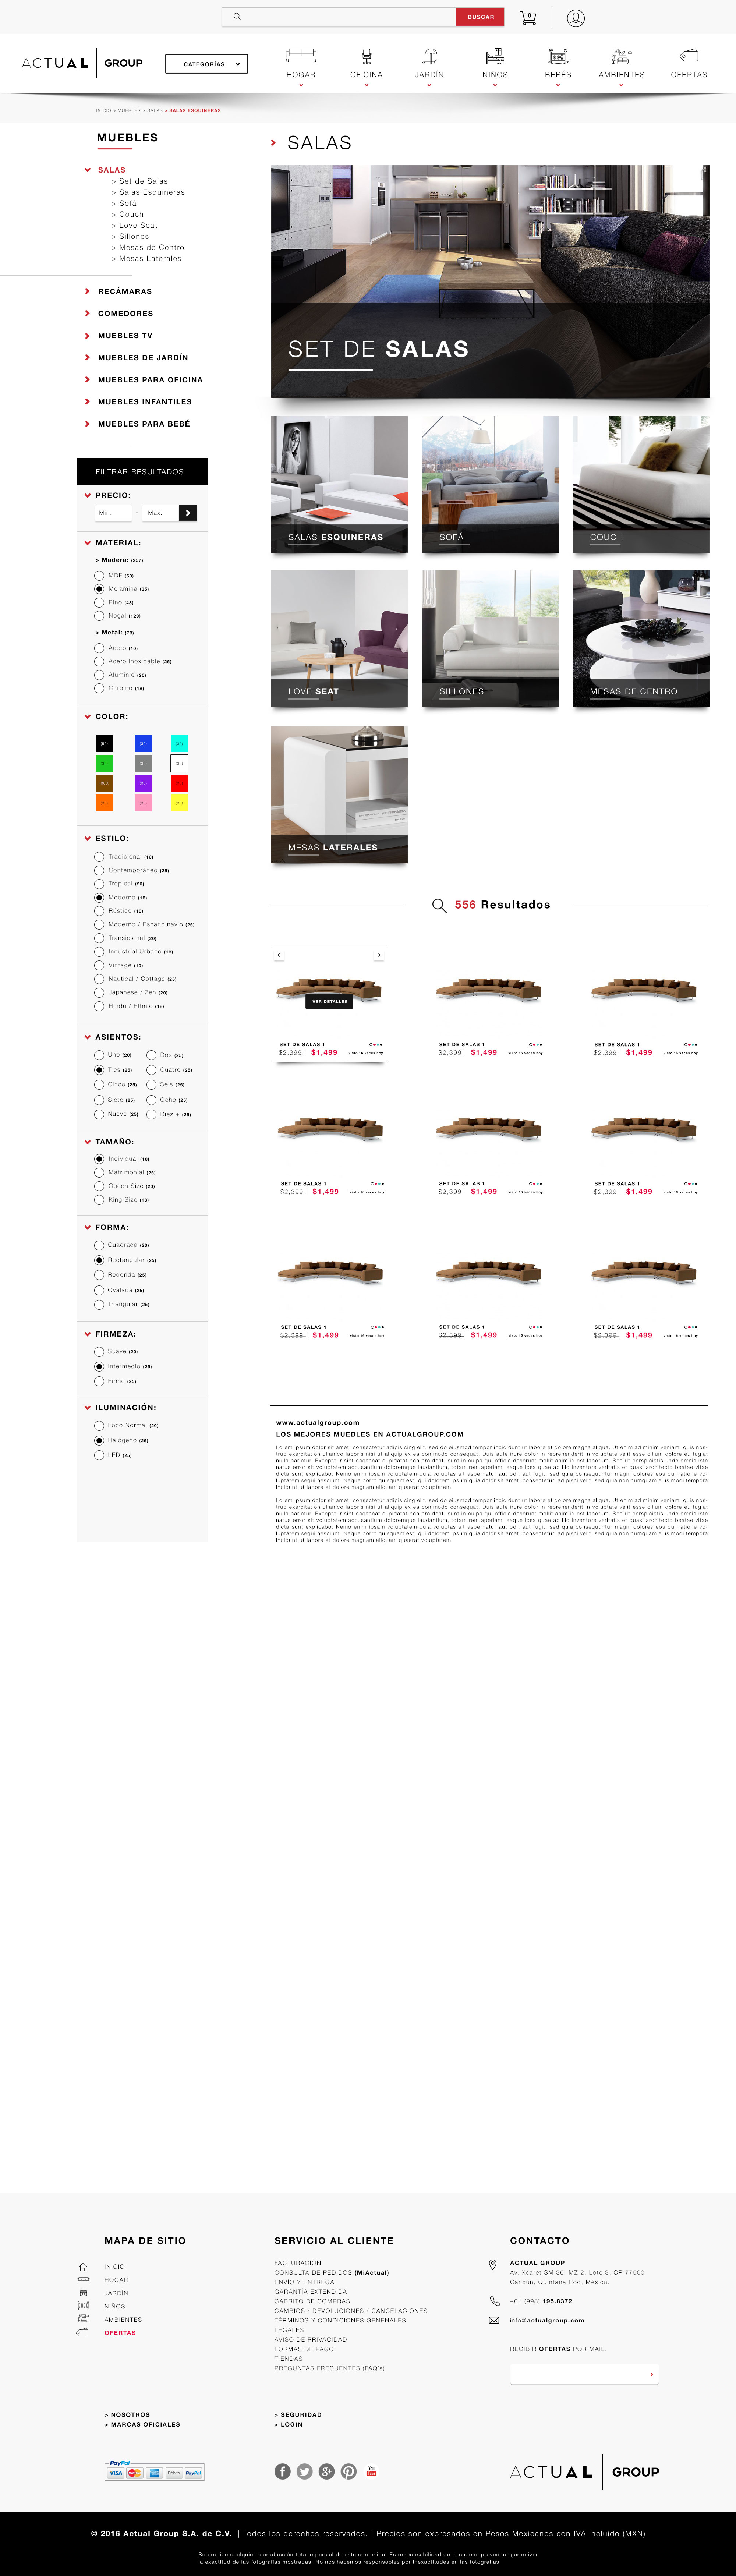 BUSCAR
0
ACTUAL GROUP
CATEGORÍAS
HOGAR
OFICINA
JARDÍN
NIÑOS
BEBÉS
AMBIENTES
OFERTAS
INICIO > MUEBLES > SALAS > SALAS ESQUINERAS
MUEBLES
SALAS
> Set de Salas
> Salas Esquineras
> Sofá
> Couch
> Love Seat
> Sillones
> Mesas de Centro
> Mesas Laterales
RECÁMARAS
COMEDORES
MUEBLES TV
MUEBLES DE JARDÍN
MUEBLES PARA OFICINA
MUEBLES INFANTILES
MUEBLES PARA BEBÉ
FILTRAR RESULTADOS
PRECIO:
Min. - Max.
MATERIAL:
> Madera: (257)
MDF (50)
Melamina (35)
Pino (43)
Nogal (129)
> Metal: (78)
Acero (10)
Acero Inoxidable (25)
Aluminio (20)
Chromo (18)
COLOR:
ESTILO:
Tradicional (10)
Contemporáneo (25)
Tropical (20)
Moderno (18)
Rústico (10)
Moderno / Escandinavio (25)
Transicional (20)
Industrial Urbano (18)
Vintage (10)
Nautical / Cottage (25)
Japanese / Zen (20)
Hindu / Ethnic (18)
ASIENTOS:
Uno (20) Dos (25)
Tres (25) Cuatro (25)
Cinco (25) Seis (25)
Siete (25) Ocho (25)
Nueve (25) Diez + (25)
TAMAÑO:
Individual (10)
Matrimonial (25)
Queen Size (20)
King Size (18)
FORMA:
Cuadrada (20)
Rectangular (25)
Redonda (25)
Ovalada (25)
Triangular (25)
FIRMEZA:
Suave (20)
Intermedio (25)
Firme (25)
ILUMINACIÓN:
Foco Normal (20)
Halógeno (25)
LED (25)
SALAS
SET DE SALAS
SALAS ESQUINERAS
SOFÁ
COUCH
LOVE SEAT
SILLONES
MESAS DE CENTRO
MESAS LATERALES
556 Resultados
VER DETALLES
SET DE SALAS 1
$2,399 | $1,499 visto 15 veces hoy
SET DE SALAS 1
$2,399 | $1,499 visto 15 veces hoy
SET DE SALAS 1
$2,399 | $1,499 visto 15 veces hoy
SET DE SALAS 1
$2,399 | $1,499 visto 15 veces hoy
SET DE SALAS 1
$2,399 | $1,499 visto 15 veces hoy
SET DE SALAS 1
$2,399 | $1,499 visto 15 veces hoy
SET DE SALAS 1
$2,399 | $1,499 visto 15 veces hoy
SET DE SALAS 1
$2,399 | $1,499 visto 15 veces hoy
SET DE SALAS 1
$2,399 | $1,499 visto 15 veces hoy
www.actualgroup.com
LOS MEJORES MUEBLES EN ACTUALGROUP.COM
Lorem ipsum dolor sit amet, consectetur adipisicing elit, sed do eiusmod tempor incididunt ut labore et dolore magna aliqua. Ut enim ad minim veniam, quis nos-
trud exercitation ullamco laboris nisi ut aliquip ex ea commodo consequat. Duis aute irure dolor in reprehenderit in voluptate velit esse cillum dolore eu fugiat
nulla pariatur. Excepteur sint occaecat cupidatat non proident, sunt in culpa qui officia deserunt mollit anim id est laborum. Sed ut perspiciatis unde omnis iste
natus error sit voluptatem accusantium doloremque laudantium, totam rem aperiam, eaque ipsa quae ab illo inventore veritatis et quasi architecto beatae vitae
dicta sunt explicabo. Nemo enim ipsam voluptatem quia voluptas sit aspernatur aut odit aut fugit, sed quia consequuntur magni dolores eos qui ratione vo-
luptatem sequi nesciunt. Neque porro quisquam est, qui dolorem ipsum quia dolor sit amet, consectetur, adipisci velit, sed quia non numquam eius modi tempora
incidunt ut labore et dolore magnam aliquam quaerat voluptatem.
Lorem ipsum dolor sit amet, consectetur adipisicing elit, sed do eiusmod tempor incididunt ut labore et dolore magna aliqua. Ut enim ad minim veniam, quis nos-
trud exercitation ullamco laboris nisi ut aliquip ex ea commodo consequat. Duis aute irure dolor in reprehenderit in voluptate velit esse cillum dolore eu fugiat
nulla pariatur. Excepteur sint occaecat cupidatat non proident, sunt in culpa qui officia deserunt mollit anim id est laborum. Sed ut perspiciatis unde omnis iste
natus error sit voluptatem accusantium doloremque laudantium, totam rem aperiam, eaque ipsa quae ab illo inventore veritatis et quasi architecto beatae vitae
dicta sunt explicabo. Nemo enim ipsam voluptatem quia voluptas sit aspernatur aut odit aut fugit, sed quia consequuntur magni dolores eos qui ratione vo-
luptatem sequi nesciunt. Neque porro quisquam est, qui dolorem ipsum quia dolor sit amet, consectetur, adipisci velit, sed quia non numquam eius modi tempora
incidunt ut labore et dolore magnam aliquam quaerat voluptatem.
MAPA DE SITIO
INICIO
HOGAR
JARDÍN
NIÑOS
AMBIENTES
OFERTAS
> NOSOTROS
> MARCAS OFICIALES
PayPal
VISA MasterCard Débito PayPal
SERVICIO AL CLIENTE
FACTURACIÓN
CONSULTA DE PEDIDOS (MiActual)
ENVÍO Y ENTREGA
GARANTÍA EXTENDIDA
CARRITO DE COMPRAS
CAMBIOS / DEVOLUCIONES / CANCELACIONES
TÉRMINOS Y CONDICIONES GENENALES
LEGALES
AVISO DE PRIVACIDAD
FORMAS DE PAGO
TIENDAS
PREGUNTAS FRECUENTES (FAQ's)
> SEGURIDAD
> LOGIN
You Tube
CONTACTO
ACTUAL GROUP
Av. Xcaret SM 36, MZ 2, Lote 3, CP 77500
Cancún, Quintana Roo, México.
+01 (998) 195.8372
info@actualgroup.com
RECIBIR OFERTAS POR MAIL.
ACTUAL GROUP
© 2016 Actual Group S.A. de C.V. | Todos los derechos reservados. | Precios son expresados en Pesos Mexicanos con IVA incluído (MXN)
Se prohibe cualquier reproducción total o parcial de este contenido. Es responsabilidad de la cadena proveedor garantizar
la exactitud de las fotografías mostradas. No nos hacemos responsables por inexactitudes en las fotografías.